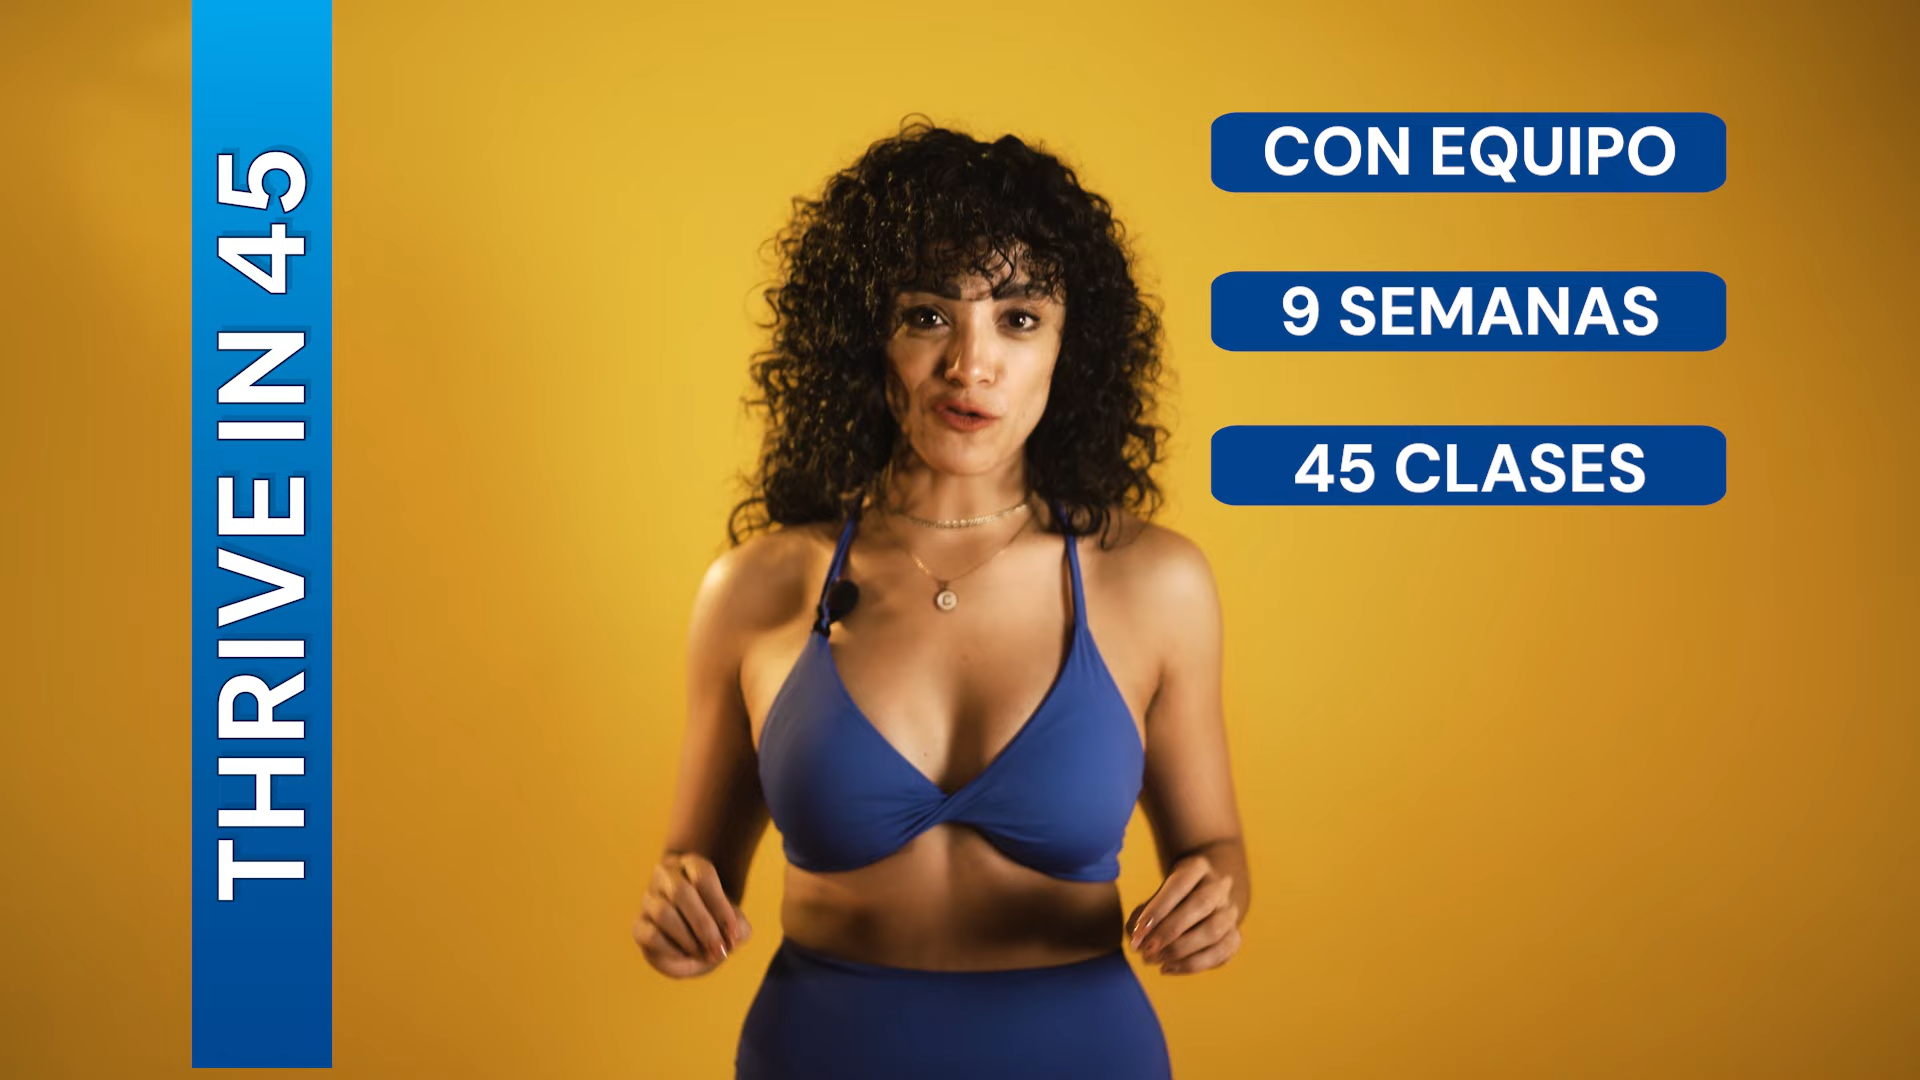 THRIVE IN 45
CON EQUIPO
9 SEMANAS
45 CLASES
C